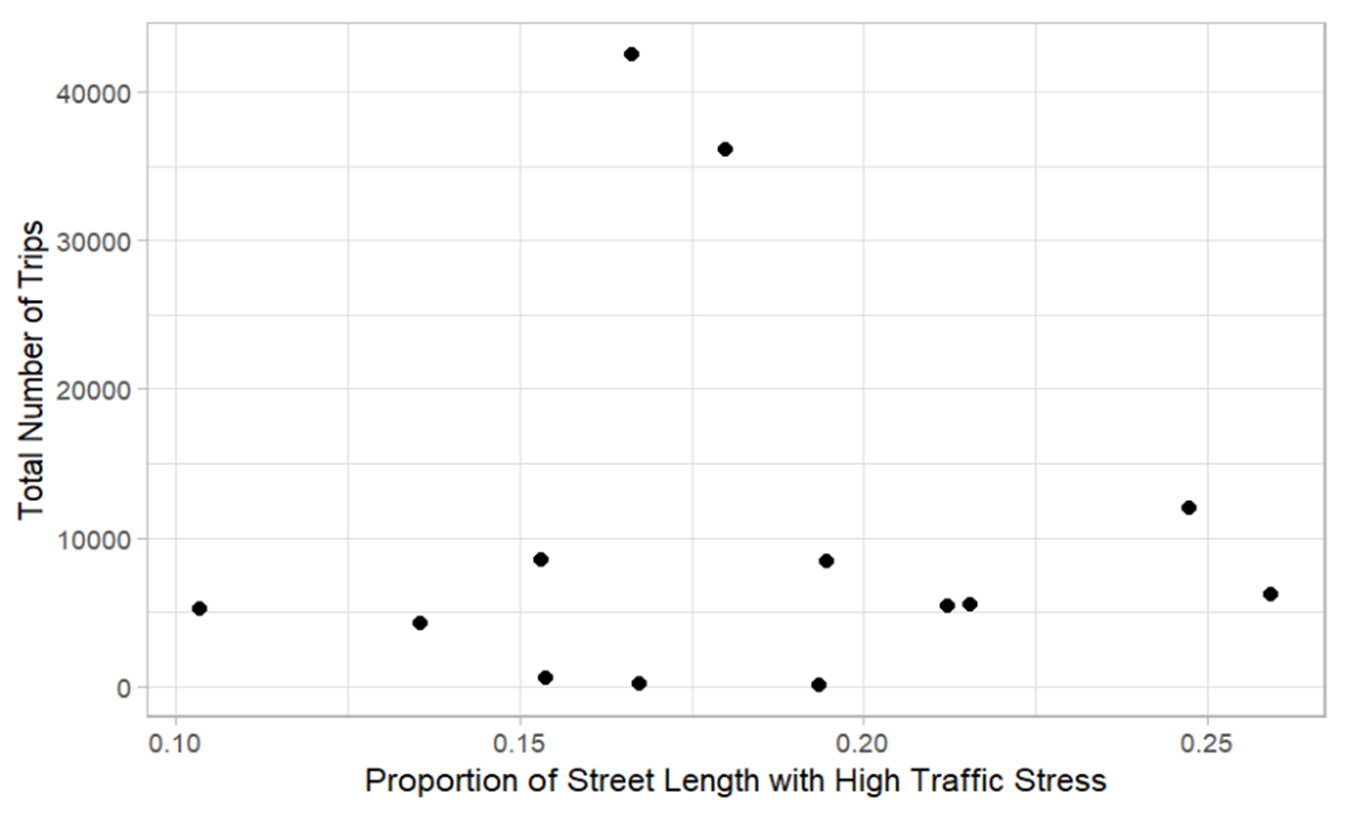 Total Number of Trips
40000
30000
20000
10000
0
0.10 0.15 0.20 0.25
Proportion of Street Length with High Traffic Stress